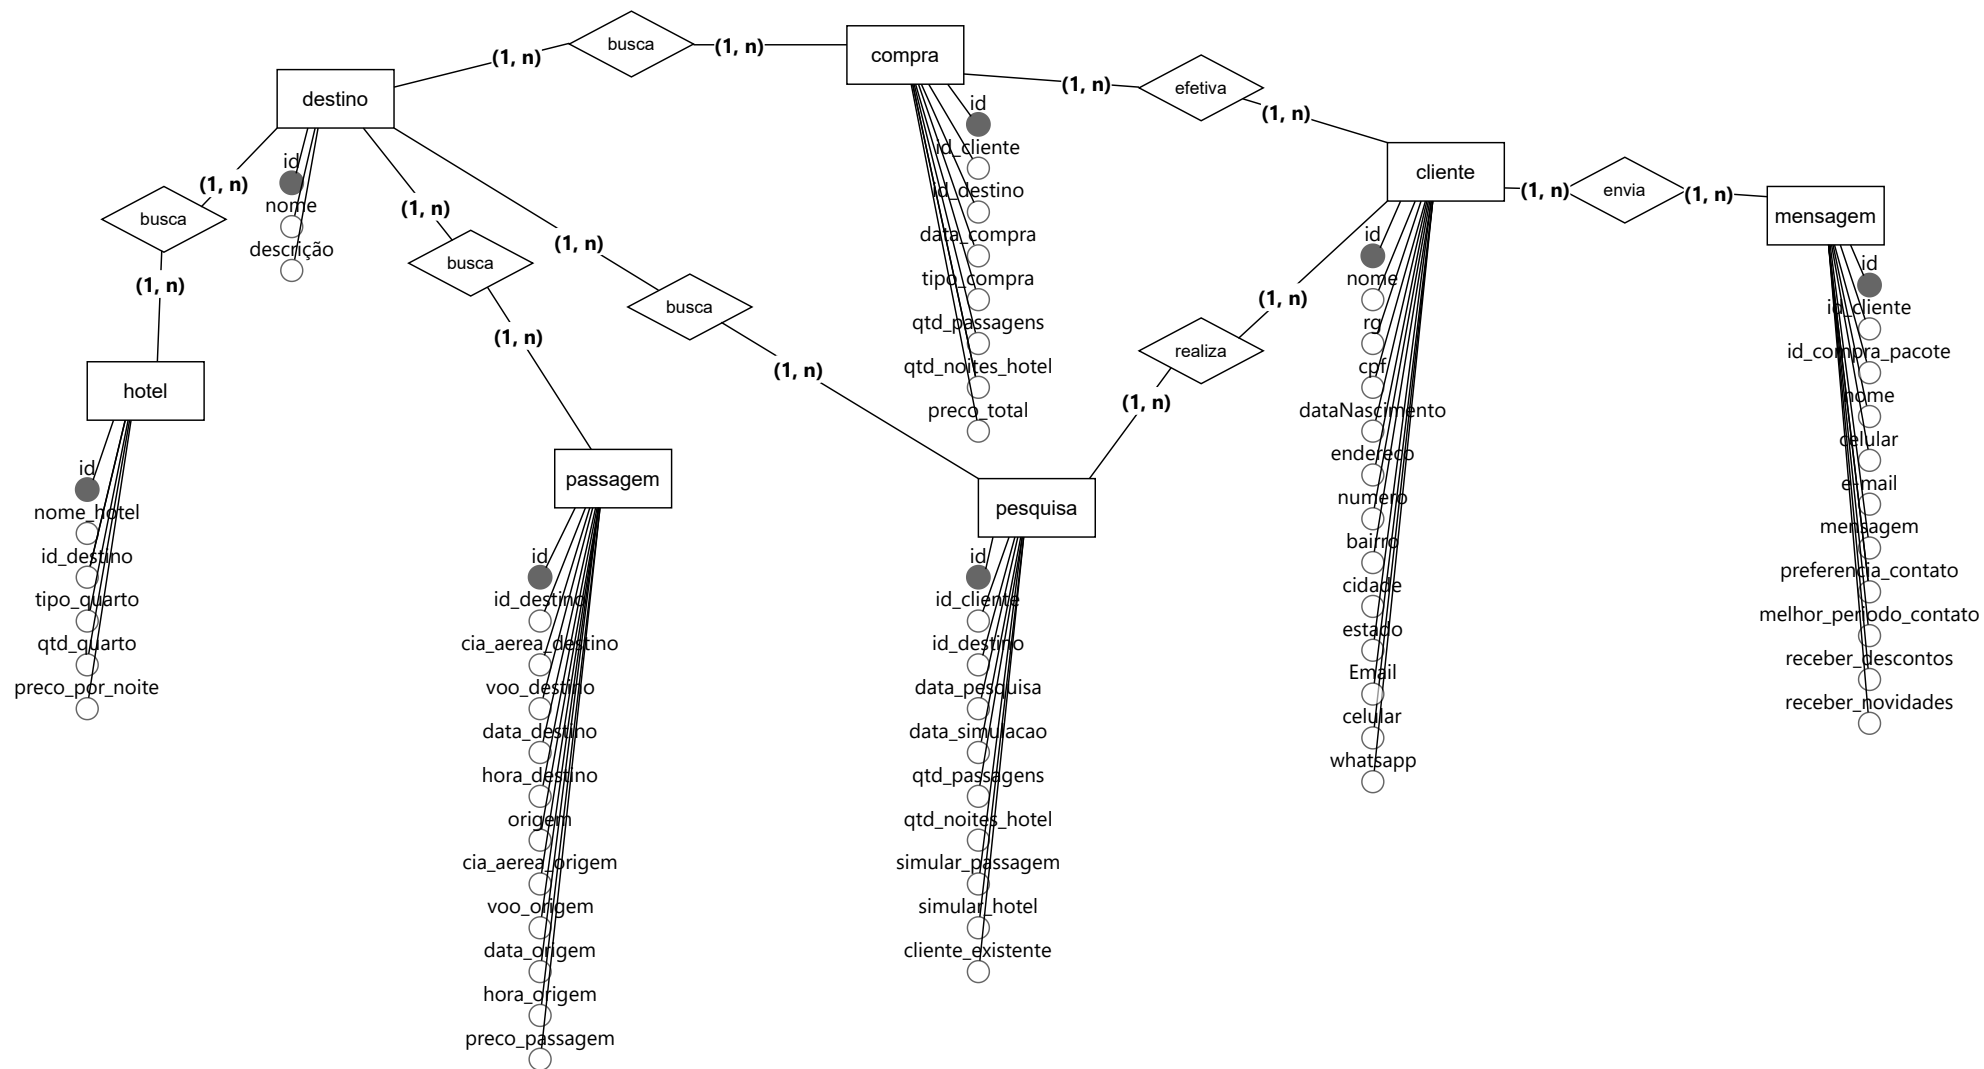 busca
(1, n)
(1, n)
compra
destino
(1, n)
efetiva
(1, n)
id
id_cliente
id_destino
data_compra
tipo_compra
qtd_passagens
qtd_noites_hotel
preco_total
id
nome
descrição
(1, n)
busca
(1, n)
(1, n)
busca
(1, n)
(1, n)
busca
(1, n)
cliente
(1, n)
envia
(1, n)
mensagem
(1, n)
realiza
(1, n)
hotel
id
nome_hotel
id_destino
tipo_quarto
qtd_quarto
preco_por_noite
passagem
id
id_destino
cia_aerea_destino
voo_destino
data_destino
hora_destino
origem
cia_aerea_origem
voo_origem
data_origem
hora_origem
preco_passagem
pesquisa
id
id_cliente
id_destino
data_pesquisa
data_simulacao
qtd_passagens
qtd_noites_hotel
simular_passagem
simular_hotel
cliente_existente
id
nome
rg
cpf
dataNascimento
endereco
numero
bairro
cidade
estado
Email
celular
whatsapp
id
id_cliente
id_compra_pacote
nome
celular
e-mail
mensagem
preferencia_contato
melhor_periodo_contato
receber_descontos
receber_novidades